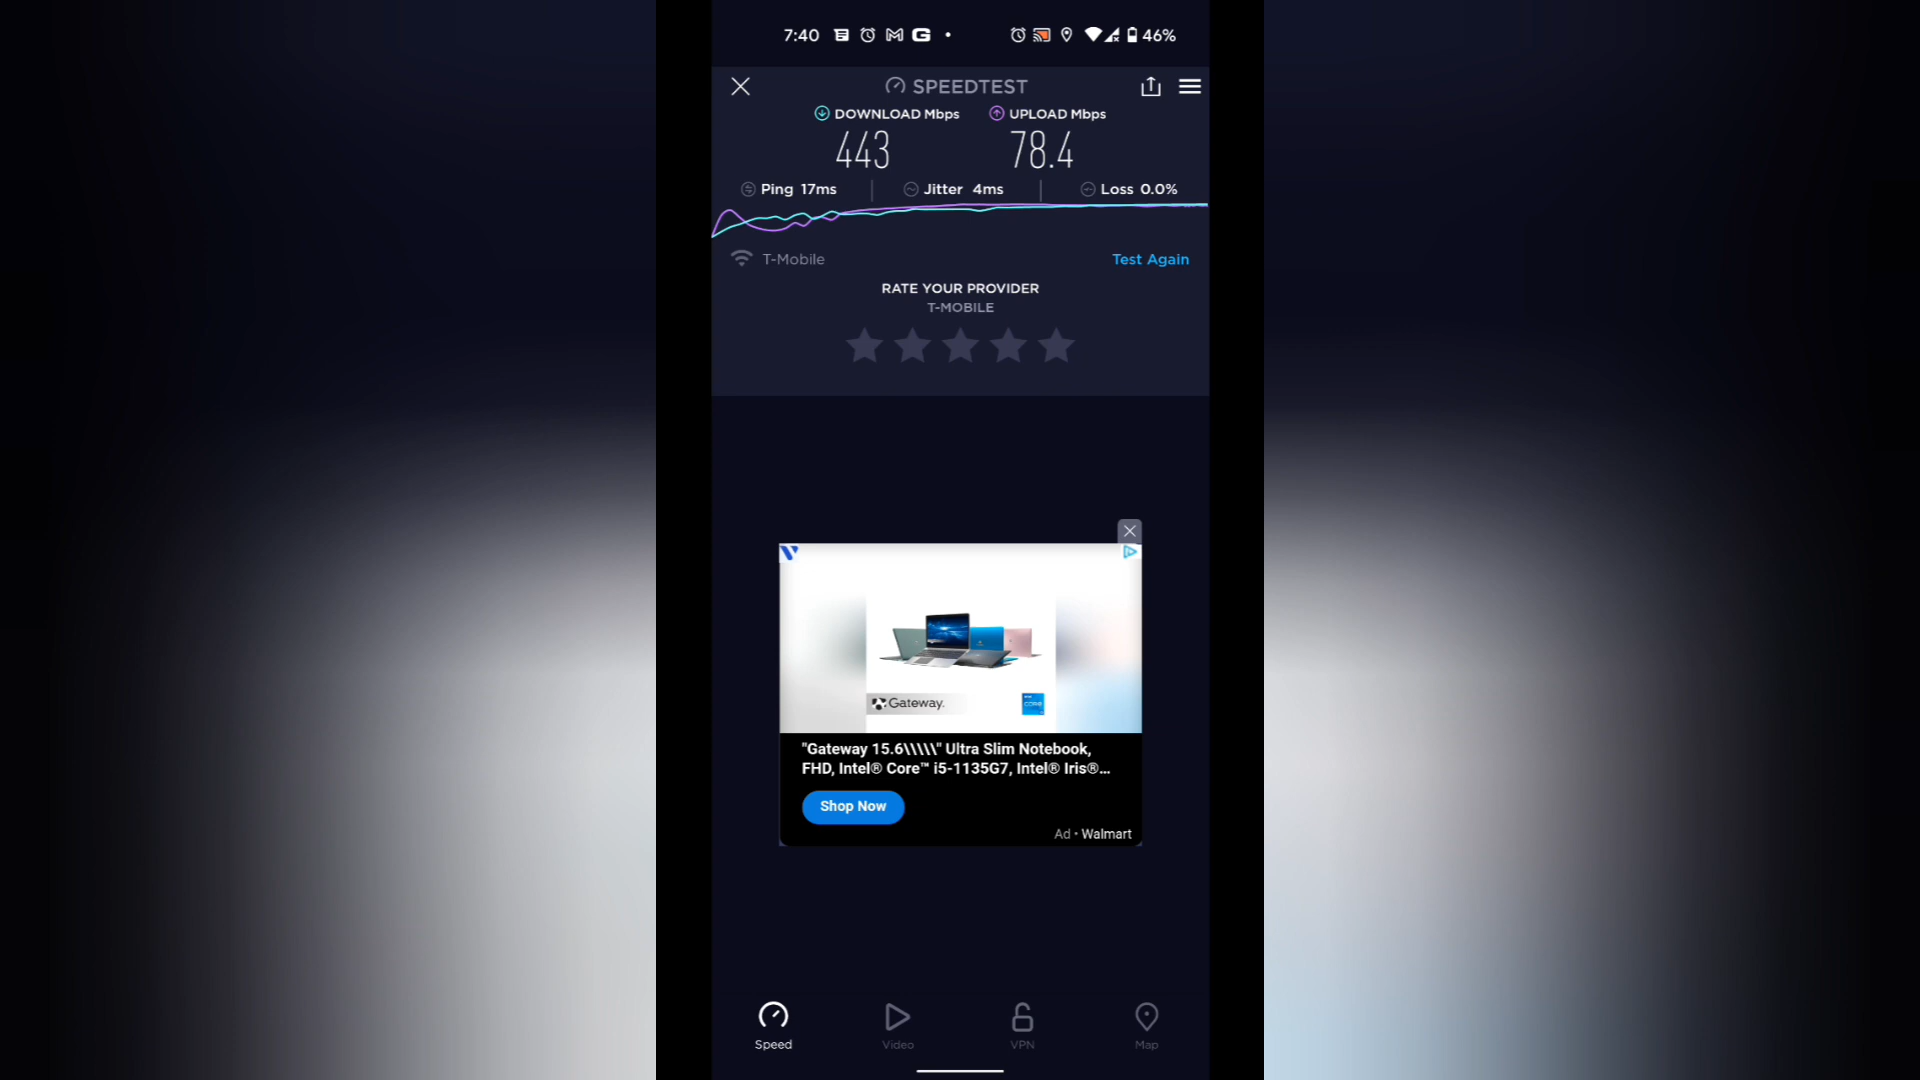 7:40 46%
SPEEDTEST
DOWNLOAD Mbps UPLOAD Mbps
443 78.4
Ping 17ms Jitter 4ms Loss 0.0%
T-Mobile Test Again
RATE YOUR PROVIDER
T-MOBILE
Gateway. CORE
"Gateway 15.6\\\\\" Ultra Slim Notebook,
FHD, Intel® Core™ i5-1135G7, Intel® Iris®...
Shop Now
Ad • Walmart
Speed Video VPN Map